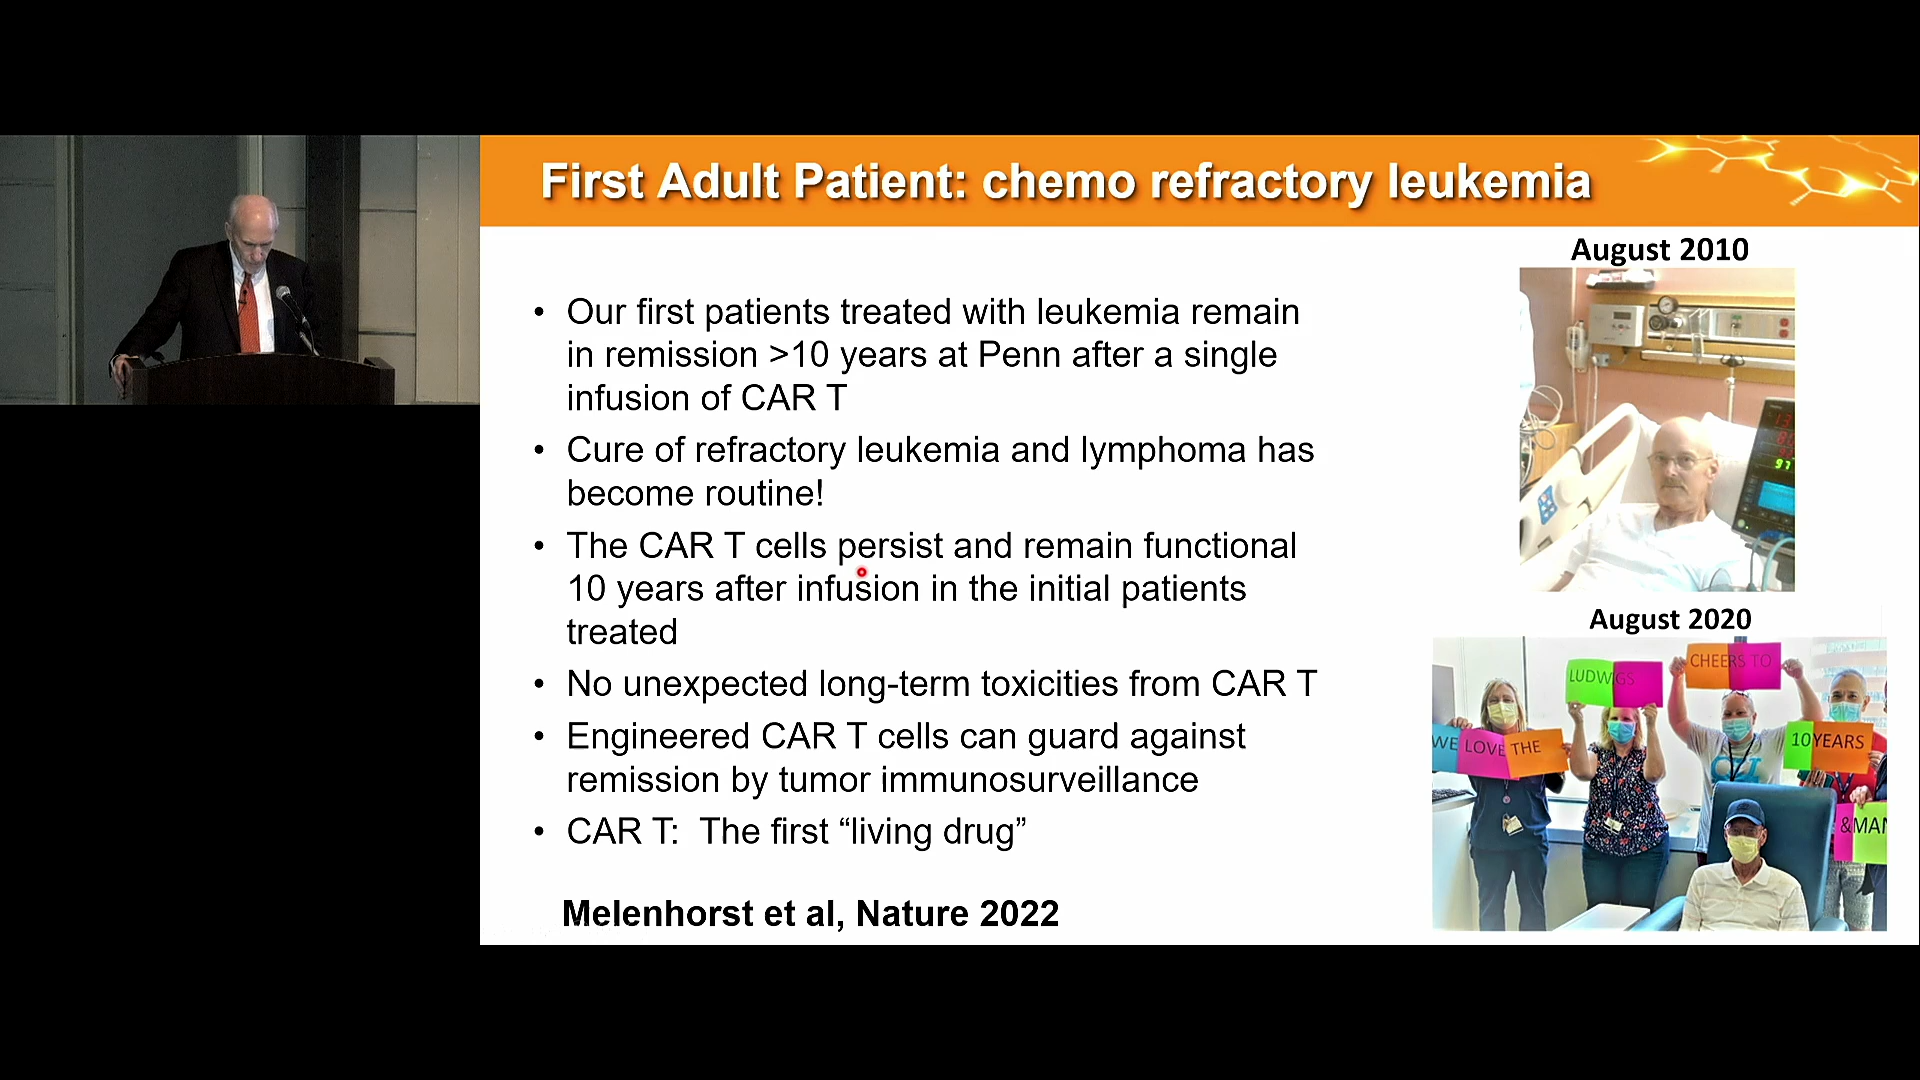 First Adult Patient: chemo refractory leukemia
• Our first patients treated with leukemia remain
in remission >10 years at Penn after a single
infusion of CAR T
• Cure of refractory leukemia and lymphoma has
become routine!
• The CAR T cells persist and remain functional
10 years after infusion in the initial patients
treated
• No unexpected long-term toxicities from CAR T
• Engineered CAR T cells can guard against
remission by tumor immunosurveillance
• CAR T:  The first “living drug”
Melenhorst et al, Nature 2022
August 2010
97
August 2020
WE LOVE THE
LUDWIGS
CHEERS TO
10 YEARS
&MAN